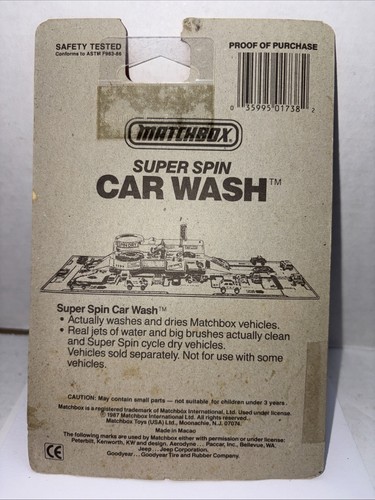 SAFETY TESTED
Conforms to ASTM F963-86
PROOF OF PURCHASE
0 35995 01738 2
MATCHBOX
SUPER SPIN
CAR WASH™
Super Spin Car Wash™
• Actually washes and dries Matchbox vehicles.
• Real jets of water and big brushes actually clean
and Super Spin cycle dry vehicles.
Vehicles sold separately. Not for use with some
vehicles.
CAUTION: May contain small parts — not suitable for children under 3 years.
Matchbox is a registered trademark of Matchbox International, Ltd. Used under license.
© 1987 Matchbox International Ltd. All rights reserved.
Matchbox Toys (USA) Ltd., Moonachie, N.J. 07074.
Made in Macao
The following marks are used by Matchbox either with permission or under license:
Peterbilt, Kenworth, KW and design, Aerodyne... Paccar, Inc., Bellevue, WA.
Jeep ... Jeep Corporation.
Goodyear... Goodyear Tire and Rubber Company.
CE